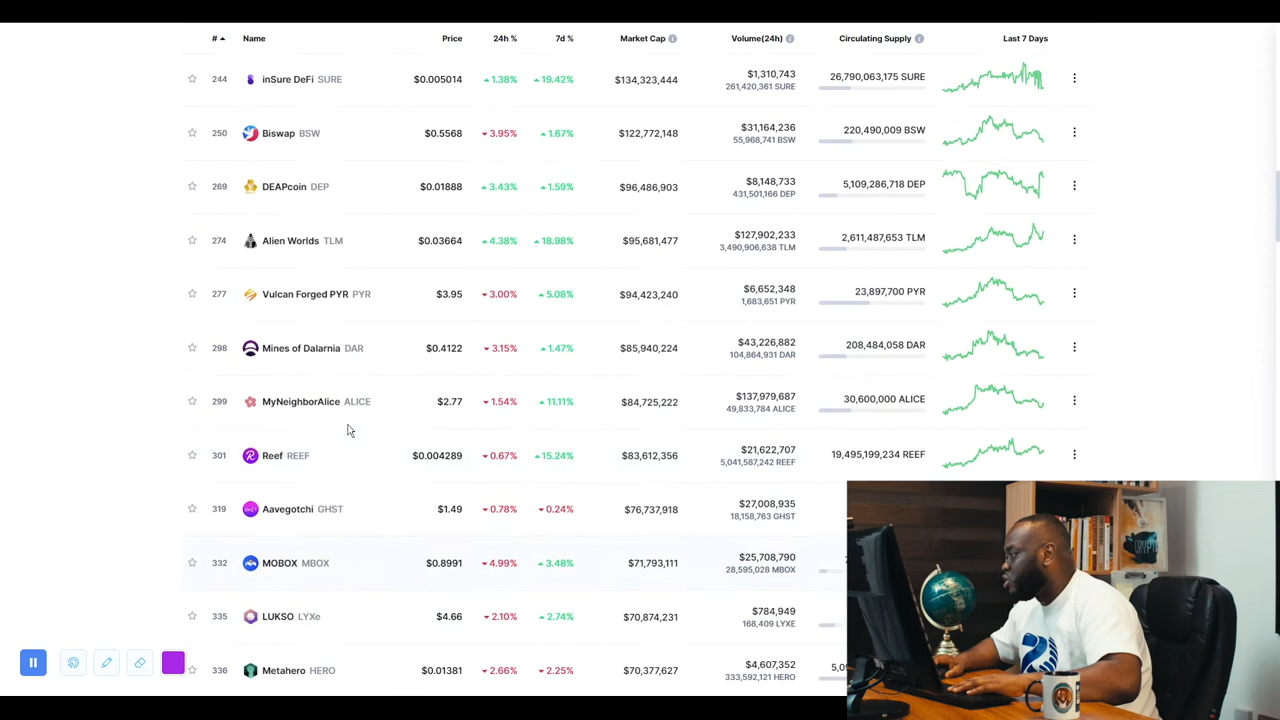 # Name Price 24h % 7d % Market Cap Volume(24h) Circulating Supply Last 7 Days
244 inSure DeFi SURE $0.005014 1.38% 19.42% $134,323,444 $1,310,743 26,790,063,175 SURE
261,420,361 SURE
250 Biswap BSW $0.5568 3.95% 1.67% $122,772,148 $31,164,236 220,490,009 BSW
55,968,741 BSW
269 DEAPcoin DEP $0.01888 3.43% 1.59% $96,486,903 $8,148,733 5,109,286,718 DEP
431,501,166 DEP
274 Alien Worlds TLM $0.03664 4.38% 18.98% $95,681,477 $127,902,233 2,611,487,653 TLM
3,490,906,638 TLM
277 Vulcan Forged PYR PYR $3.95 3.00% 5.08% $94,423,240 $6,652,348 23,897,700 PYR
1,683,651 PYR
298 Mines of Dalarnia DAR $0.4122 3.15% 1.47% $85,940,224 $43,226,882 208,484,058 DAR
104,864,931 DAR
299 MyNeighborAlice ALICE $2.77 1.54% 11.11% $84,725,222 $137,979,687 30,600,000 ALICE
49,833,784 ALICE
301 Reef REEF $0.004289 0.67% 15.24% $83,612,356 $21,622,707 19,495,199,234 REEF
5,041,587,242 REEF
319 Aavegotchi GHST $1.49 0.78% 0.24% $76,737,918 $27,008,935
18,158,763 GHST
332 MOBOX MBOX $0.8991 4.99% 3.48% $71,793,111 $25,708,790
28,595,028 MBOX
335 LUKSO LYXe $4.66 2.10% 2.74% $70,874,231 $784,949
168,409 LYXE
336 Metahero HERO $0.01381 2.66% 2.25% $70,377,627 $4,607,352 5,09
333,592,121 HERO
CRYPTO